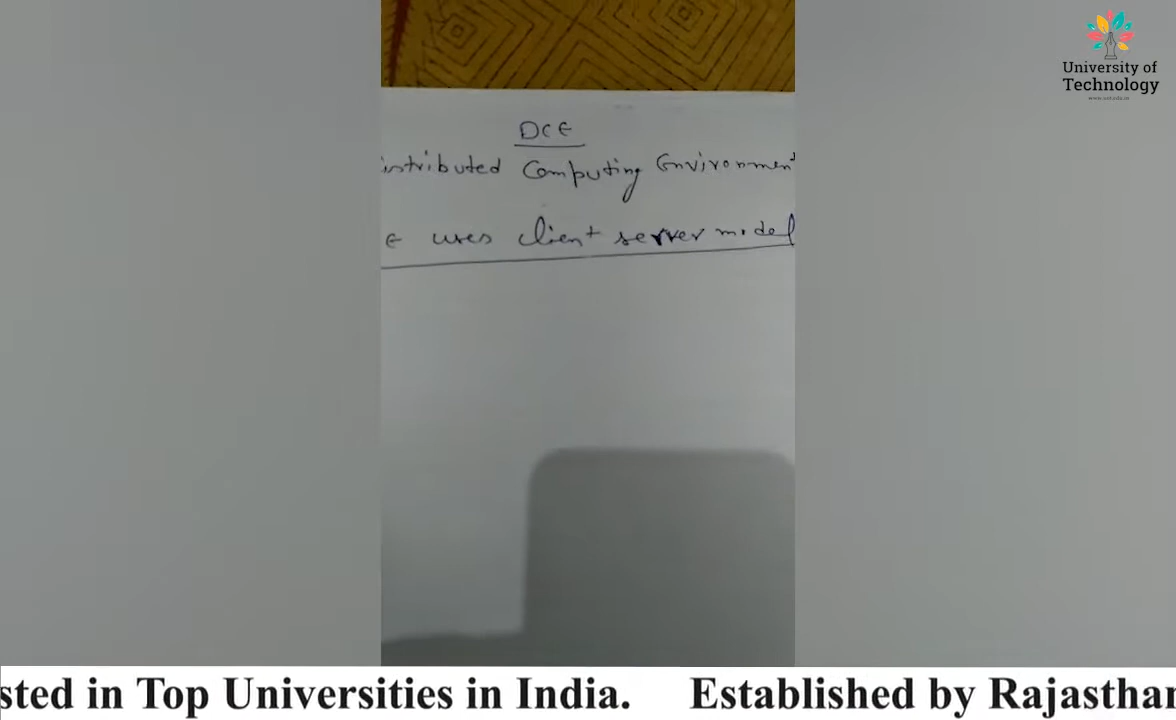 University of
Technology
DCE
istributed Computing Environment
E uses client server model
sted in Top Universities in India. Established by Rajasthan